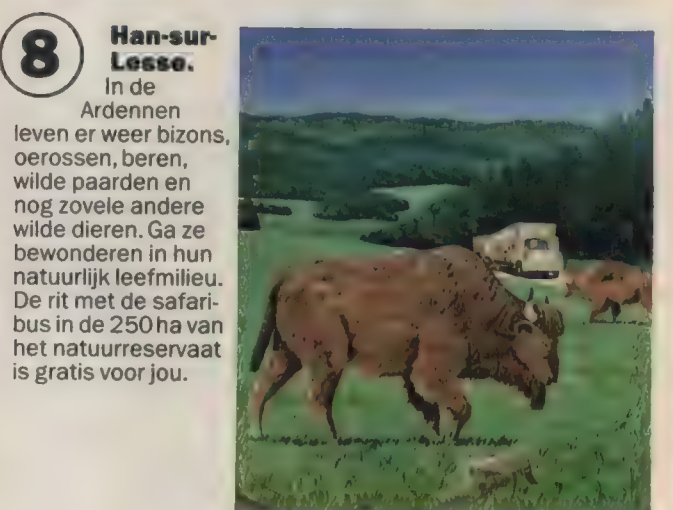 8
Han-sur-
Lesse.
In de
Ardennen
leven er weer bizons,
oerossen, beren,
wilde paarden en
nog zovele andere
wilde dieren. Ga ze
bewonderen in hun
natuurlijk leefmilieu.
De rit met de safari-
bus in de 250 ha van
het natuurreservaat
is gratis voor jou.